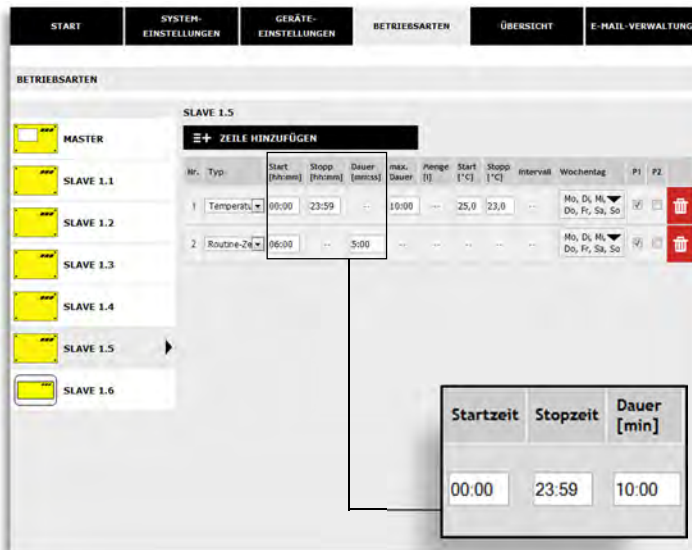 START
SYSTEM-
EINSTELLUNGEN
GERÄTE-
EINSTELLUNGEN
BETRIEBSARTEN
ÜBERSICHT
E-MAIL-VERWALTUNG
BETRIEBSARTEN
MASTER
SLAVE 1.1
SLAVE 1.2
SLAVE 1.3
SLAVE 1.4
SLAVE 1.5
SLAVE 1.6
SLAVE 1.5
ZEILE HINZUFÜGEN
Nr. Typ Start [hh:mm] Stopp [hh:mm] Dauer [mm:ss] max. Dauer Menge [l] Start [°C] Stopp [°C] Intervall Wochentag P1 P2
1 Temperatu 00:00 23:59 -- 10:00 -- 25,0 23,0 -- Mo, Di, Mi, Do, Fr, Sa, So
2 Routine-Ze 06:00 -- 5:00 -- -- -- -- -- Mo, Di, Mi, Do, Fr, Sa, So
Startzeit Stopzeit Dauer [min]
00:00 23:59 10:00